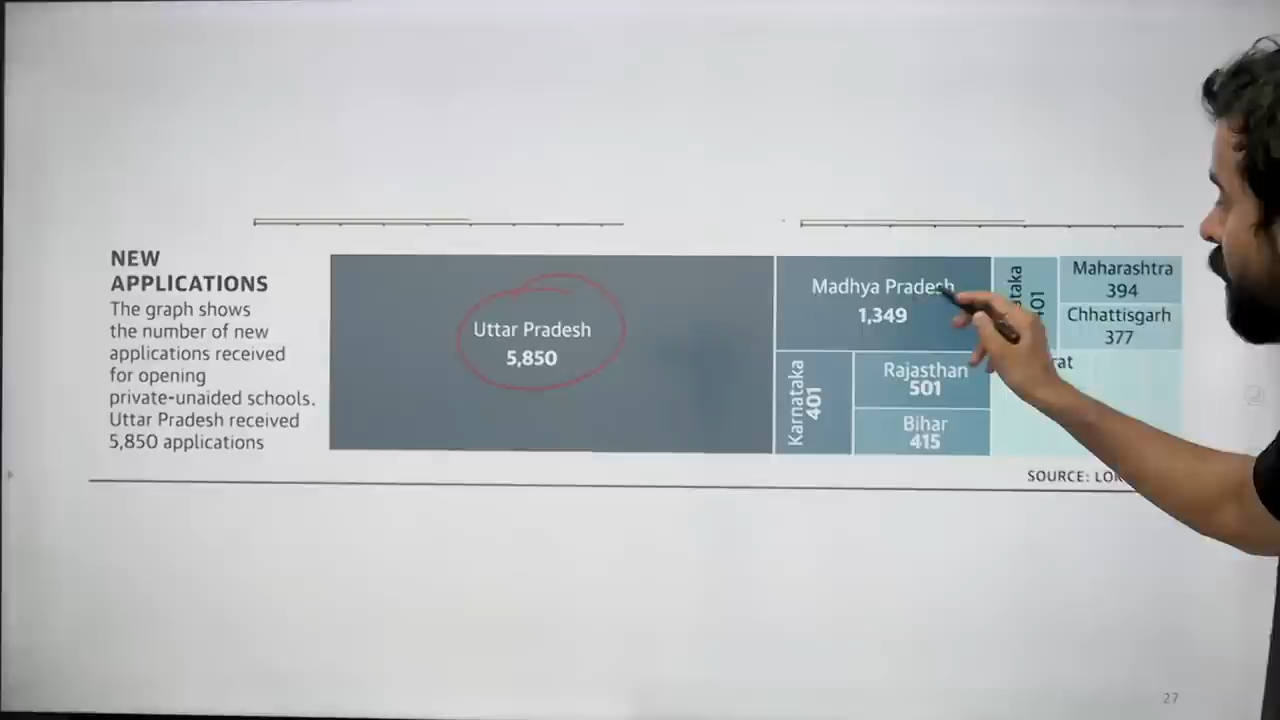 NEW
APPLICATIONS
The graph shows
the number of new
applications received
for opening
private-unaided schools.
Uttar Pradesh received
5,850 applications
Uttar Pradesh
5,850
Madhya Pradesh
1,349
Karnataka
401
Rajasthan
501
Bihar
415
Maharashtra
394
Chhattisgarh
377
SOURCE:
27